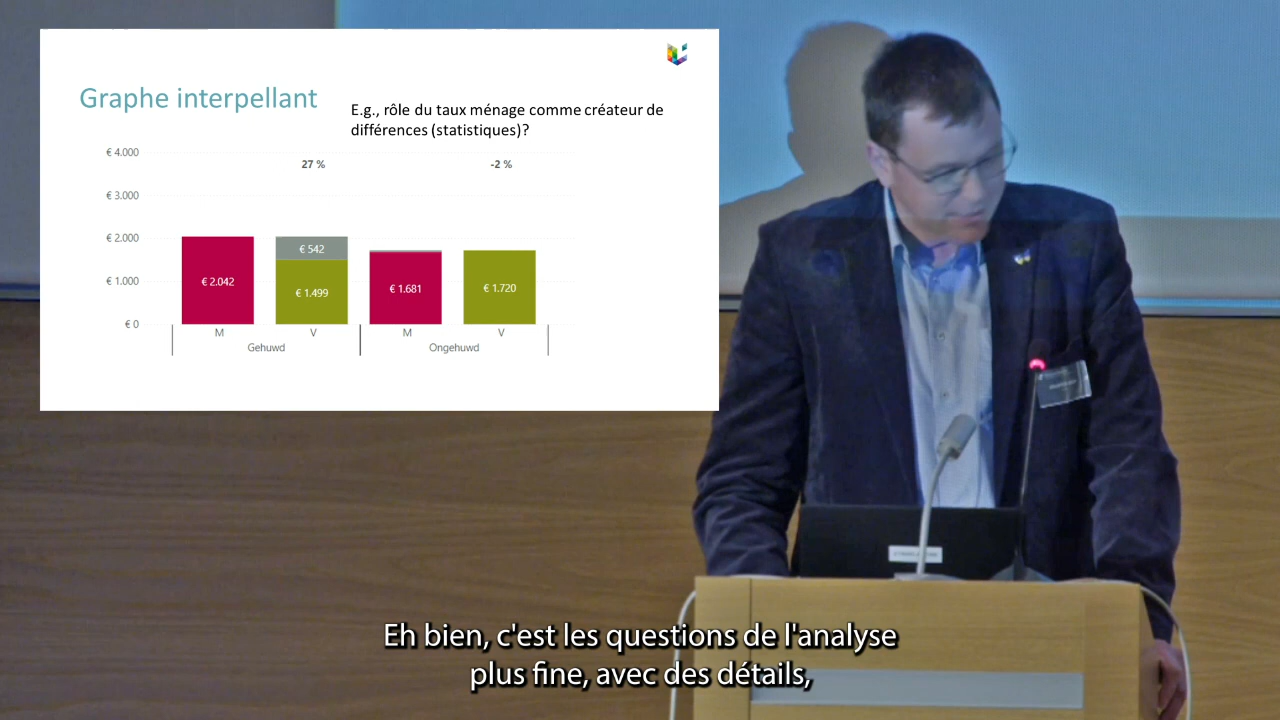 Graphe interpellant
E.g., rôle du taux ménage comme créateur de
différences (statistiques)?
€ 4.000
27 %
-2 %
€ 3.000
€ 2.000
€ 542
€ 1.000
€ 2.042
€ 1.499
€ 1.681
€ 1.720
€ 0
M
V
M
V
Gehuwd
Ongehuwd
Eh bien, c'est les questions de l'analyse
plus fine, avec des détails,